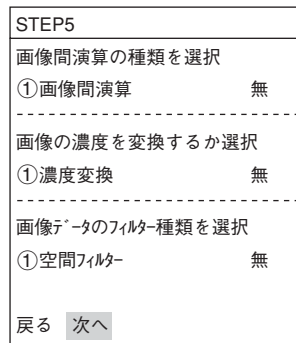 STEP5
画像間演算の種類を選択
①画像間演算 無
画像の濃度を変換するか選択
①濃度変換 無
画像ﾃﾞｰﾀのﾌｨﾙﾀｰ種類を選択
①空間ﾌｨﾙﾀｰ 無
戻る 次へ